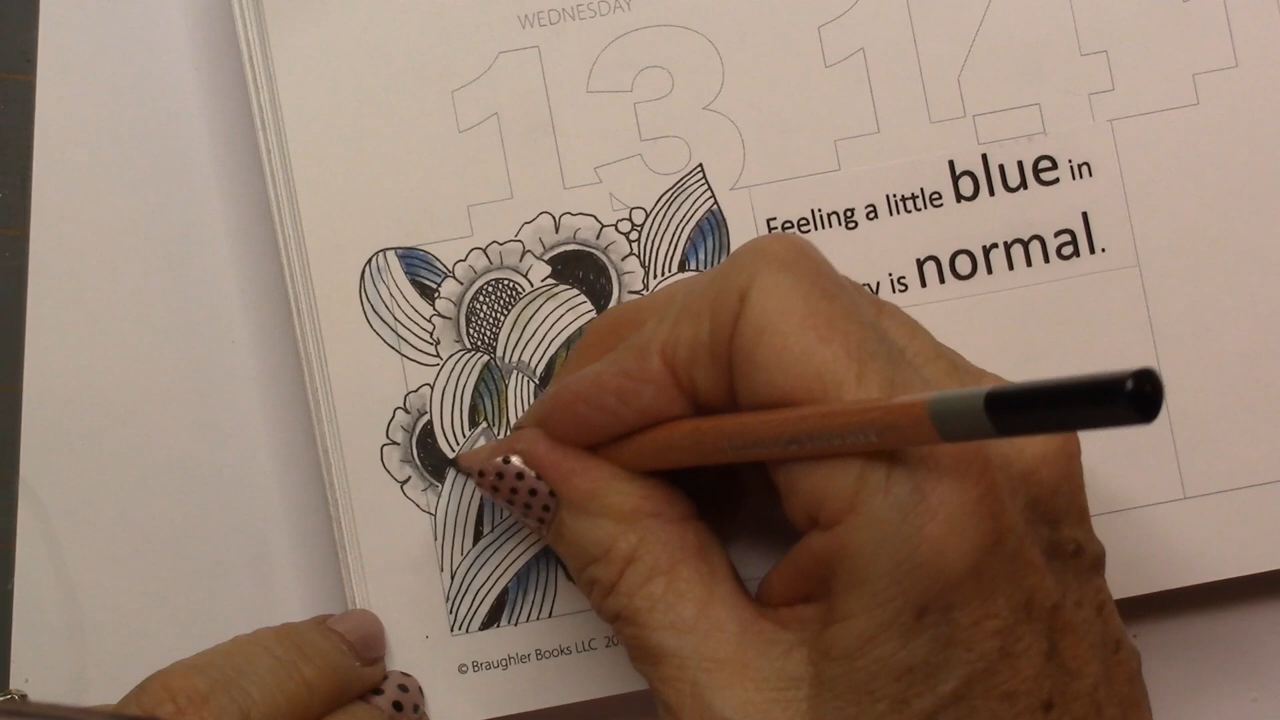 WEDNESDAY
13 14
Feeling a little blue in
is normal.
© Braughler Books LLC